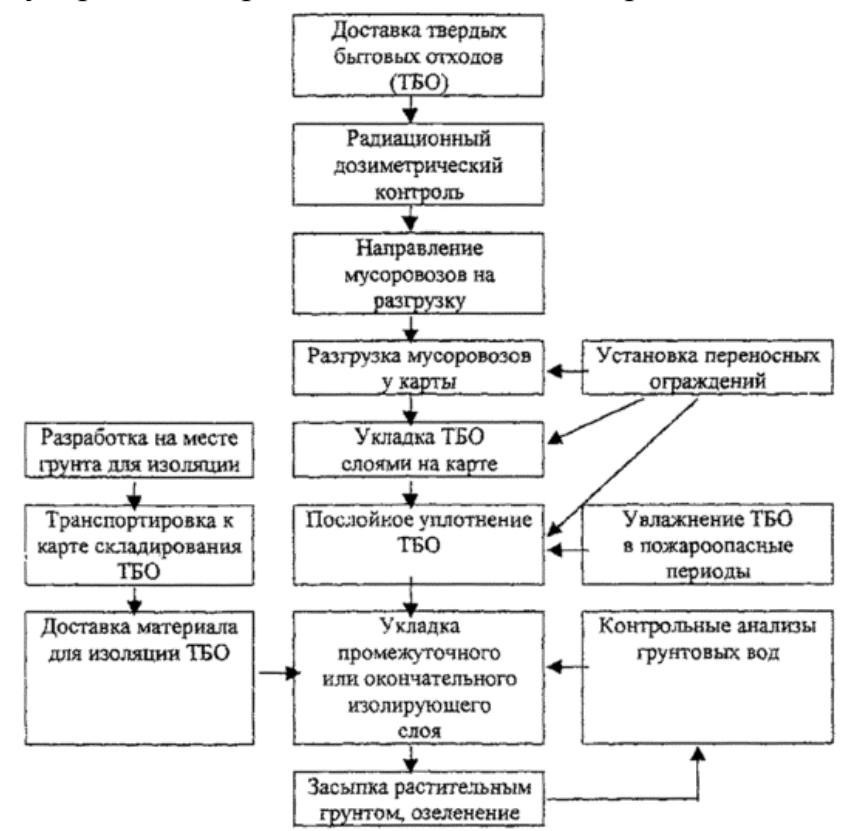 Доставка твердых
бытовых отходов
(ТБО)
Радиационный
дозиметрический
контроль
Направление
мусоровозов на
разгрузку
Разгрузка мусоровозов
у карты
Установка переносных
ограждений
Разработка на месте
грунта для изоляции
Укладка ТБО
слоями на карте
Транспортировка к
карте складирования
ТБО
Послойное уплотнение
ТБО
Увлажнение ТБО
в пожароопасные
периоды
Доставка материала
для изоляции ТБО
Укладка
промежуточного
или окончательного
изолирующего
слоя
Контрольные анализы
грунтовых вод
Засыпка растительным
грунтом, озеленение